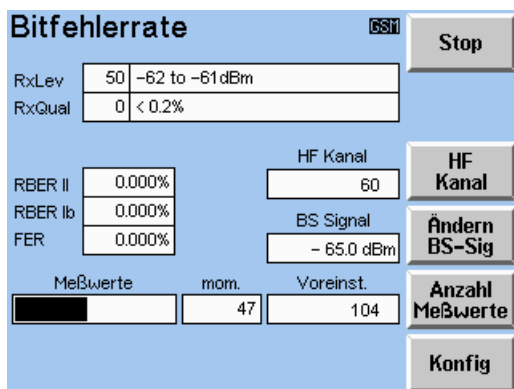 Bitfehlerrate
GSM
Stop
RxLev 50 -62 to -61dBm
RxQual 0 < 0.2%
HF Kanal
60
HF
Kanal
RBER II 0.000%
RBER Ib 0.000%
FER 0.000%
BS Signal
- 65.0 dBm
Ändern
BS-Sig
Meßwerte mom. Voreinst.
47 104
Anzahl
Meßwerte
Konfig